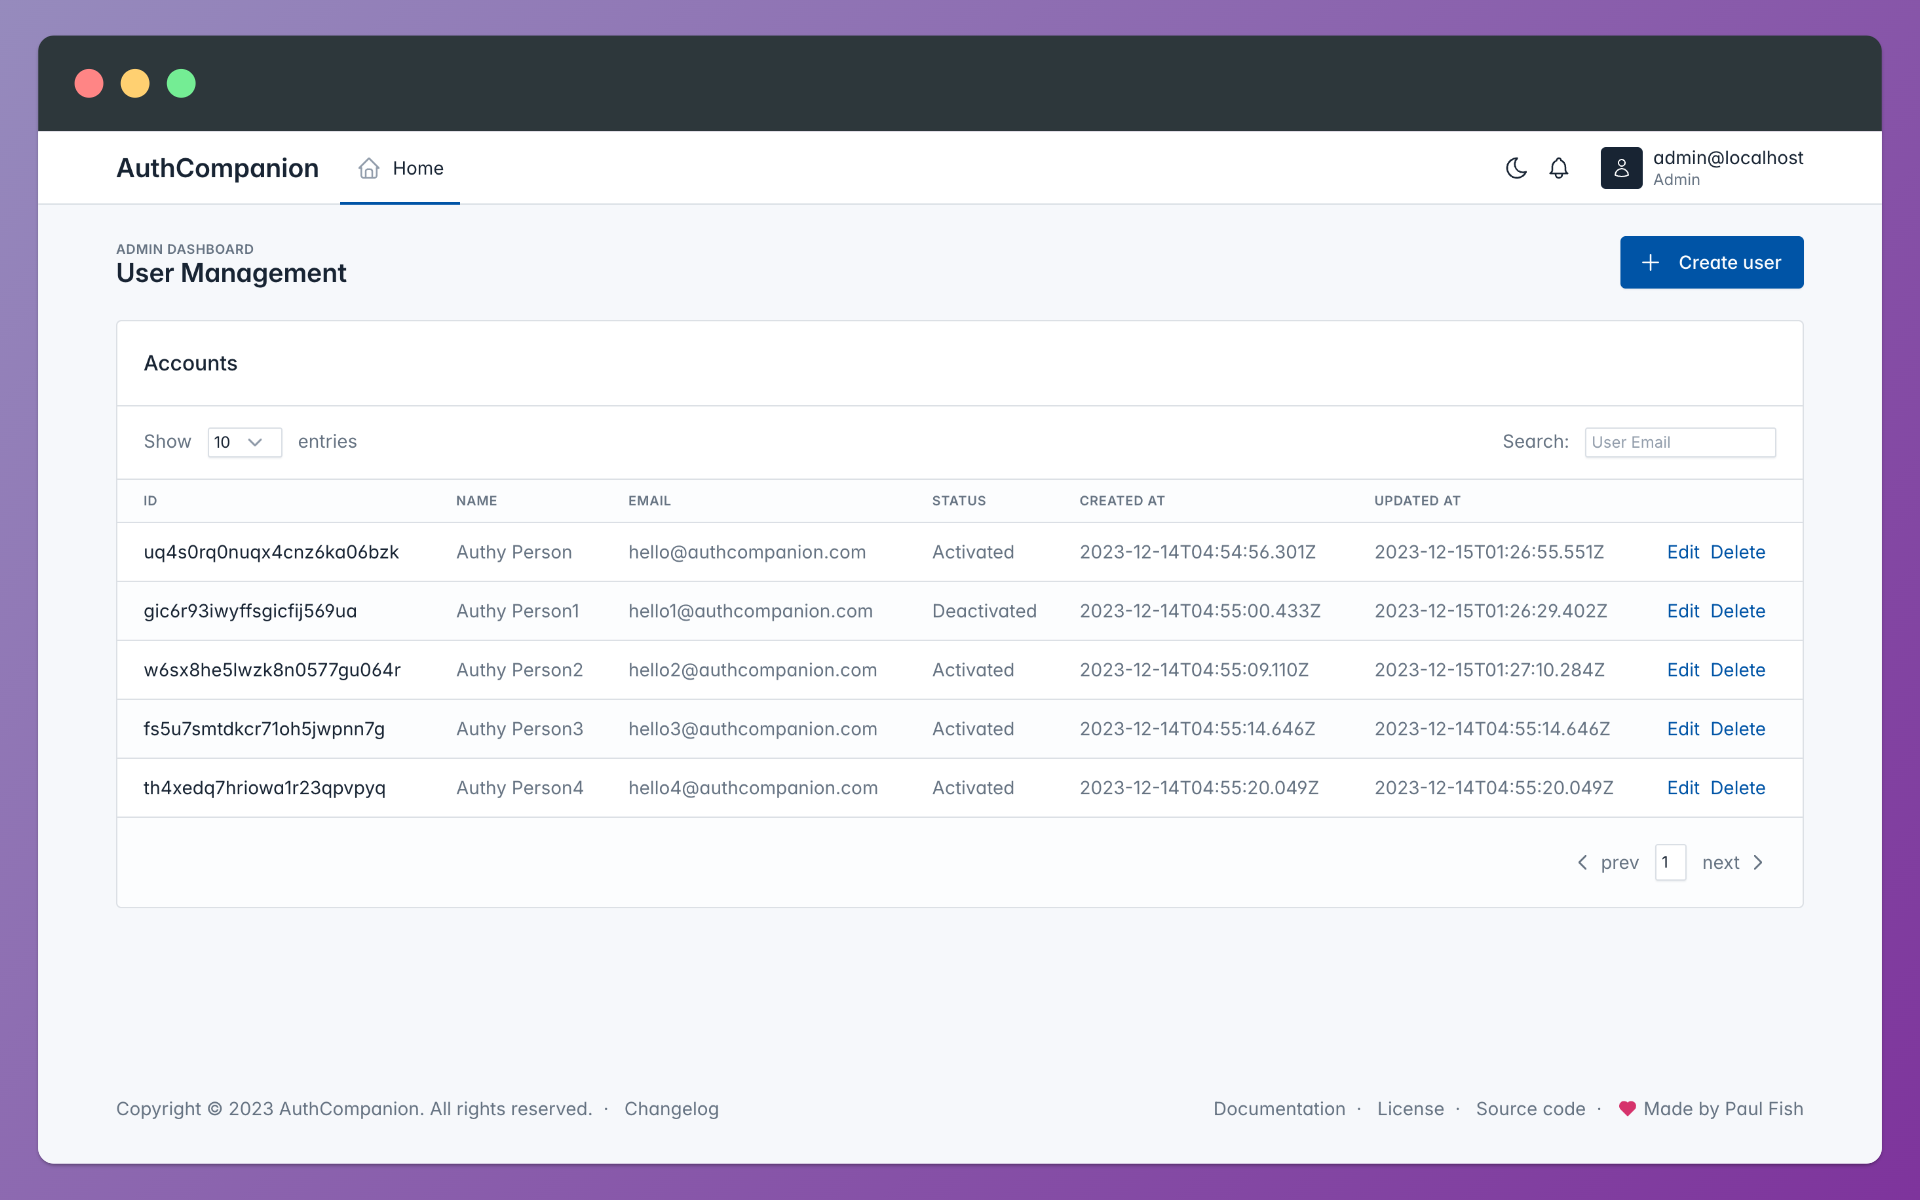 AuthCompanion Home admin@localhost
Admin
ADMIN DASHBOARD
User Management
Create user
Accounts
Show 10 entries Search: User Email
ID NAME EMAIL STATUS CREATED AT UPDATED AT
uq4s0rq0nuqx4cnz6ka06bzk Authy Person hello@authcompanion.com Activated 2023-12-14T04:54:56.301Z 2023-12-15T01:26:55.551Z Edit Delete
gic6r93iwyffsgicfij569ua Authy Person1 hello1@authcompanion.com Deactivated 2023-12-14T04:55:00.433Z 2023-12-15T01:26:29.402Z Edit Delete
w6sx8he5lwzk8n0577gu064r Authy Person2 hello2@authcompanion.com Activated 2023-12-14T04:55:09.110Z 2023-12-15T01:27:10.284Z Edit Delete
fs5u7smtdkcr71oh5jwpnn7g Authy Person3 hello3@authcompanion.com Activated 2023-12-14T04:55:14.646Z 2023-12-14T04:55:14.646Z Edit Delete
th4xedq7hriowa1r23qpvpyq Authy Person4 hello4@authcompanion.com Activated 2023-12-14T04:55:20.049Z 2023-12-14T04:55:20.049Z Edit Delete
prev 1 next
Copyright © 2023 AuthCompanion. All rights reserved. · Changelog Documentation · License · Source code · Made by Paul Fish